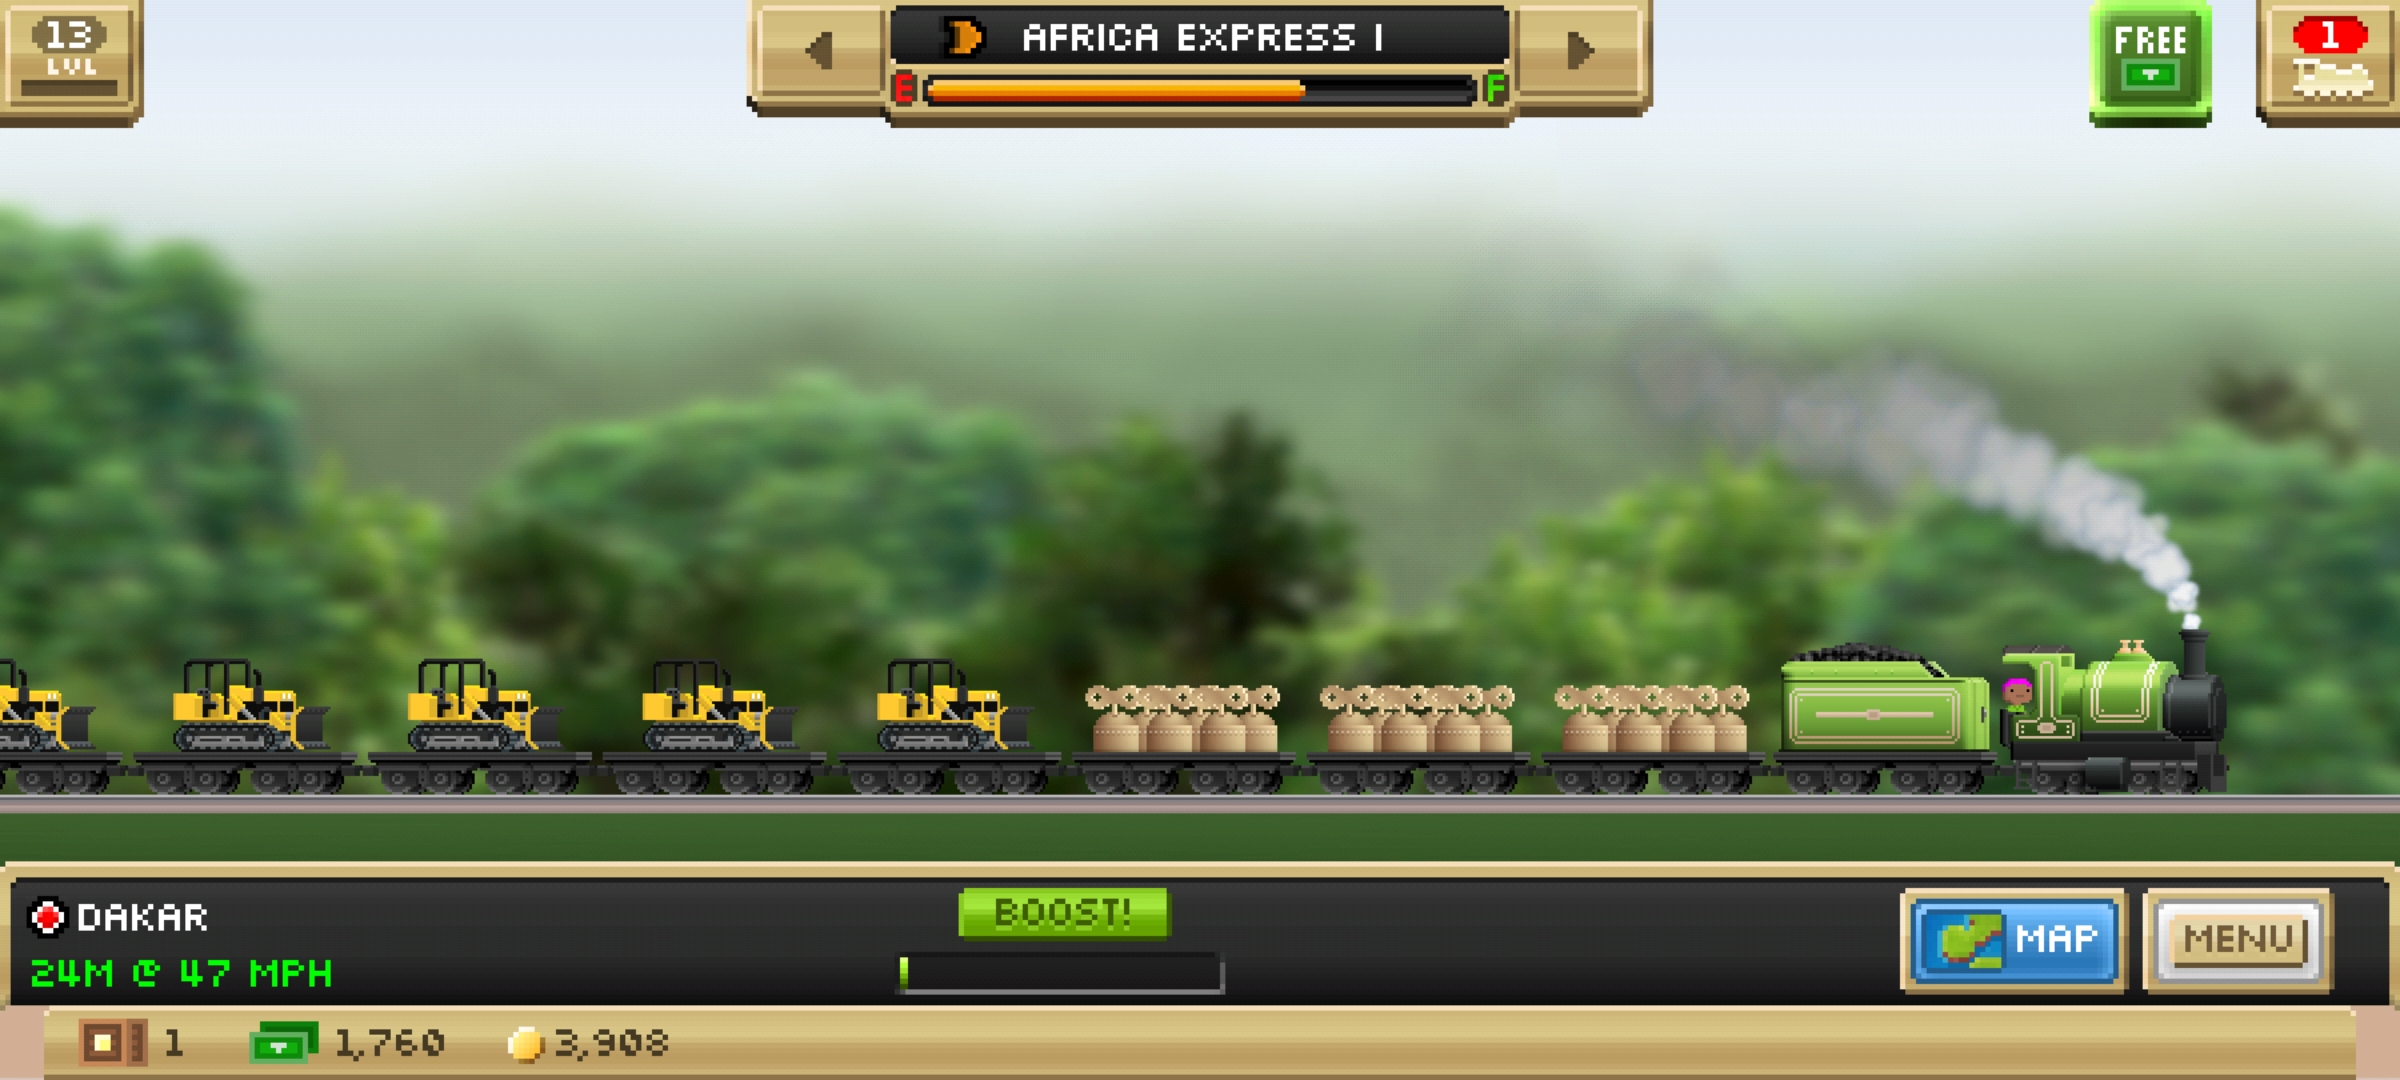 13
LVL
AFRICA EXPRESS I
E F
FREE
1
DAKAR
24M @ 47 MPH
BOOST!
MAP
MENU
1
1,760
3,908